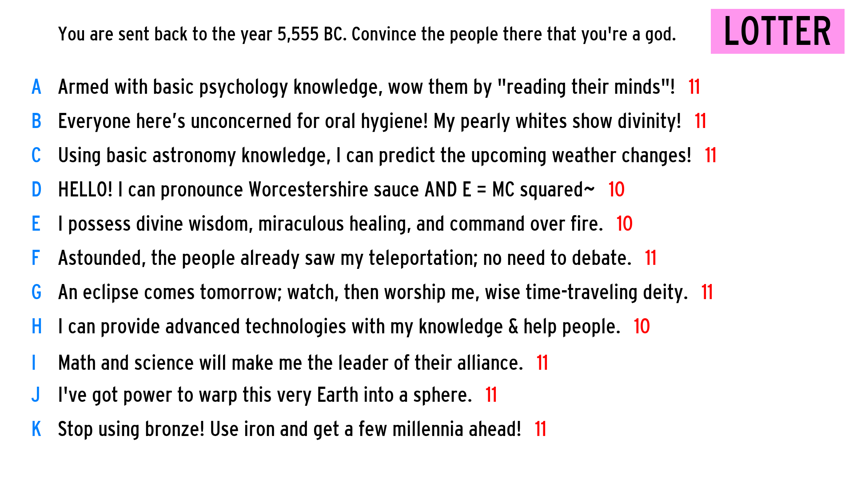 You are sent back to the year 5,555 BC. Convince the people there that you're a god.
LOTTER
A Armed with basic psychology knowledge, wow them by "reading their minds"! 11
B Everyone here’s unconcerned for oral hygiene! My pearly whites show divinity! 11
C Using basic astronomy knowledge, I can predict the upcoming weather changes! 11
D HELLO! I can pronounce Worcestershire sauce AND E = MC squared~ 10
E I possess divine wisdom, miraculous healing, and command over fire. 10
F Astounded, the people already saw my teleportation; no need to debate. 11
G An eclipse comes tomorrow; watch, then worship me, wise time-traveling deity. 11
H I can provide advanced technologies with my knowledge & help people. 10
I Math and science will make me the leader of their alliance. 11
J I've got power to warp this very Earth into a sphere. 11
K Stop using bronze! Use iron and get a few millennia ahead! 11